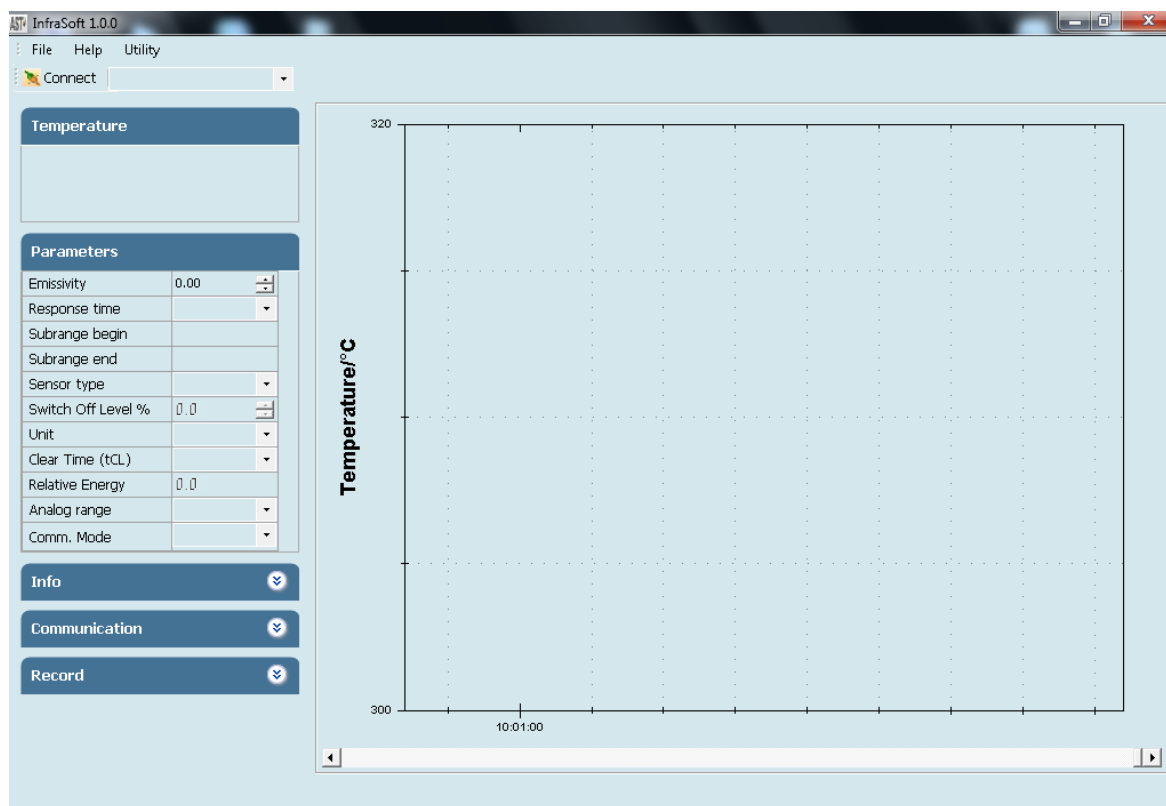 AST InfraSoft 1.0.0
File Help Utility
Connect
Temperature
Parameters
Emissivity 0.00
Response time
Subrange begin
Subrange end
Sensor type
Switch Off Level % 0.0
Unit
Clear Time (tCL)
Relative Energy 0.0
Analog range
Comm. Mode
Info
Communication
Record
320
Temperature/°C
300
10:01:00